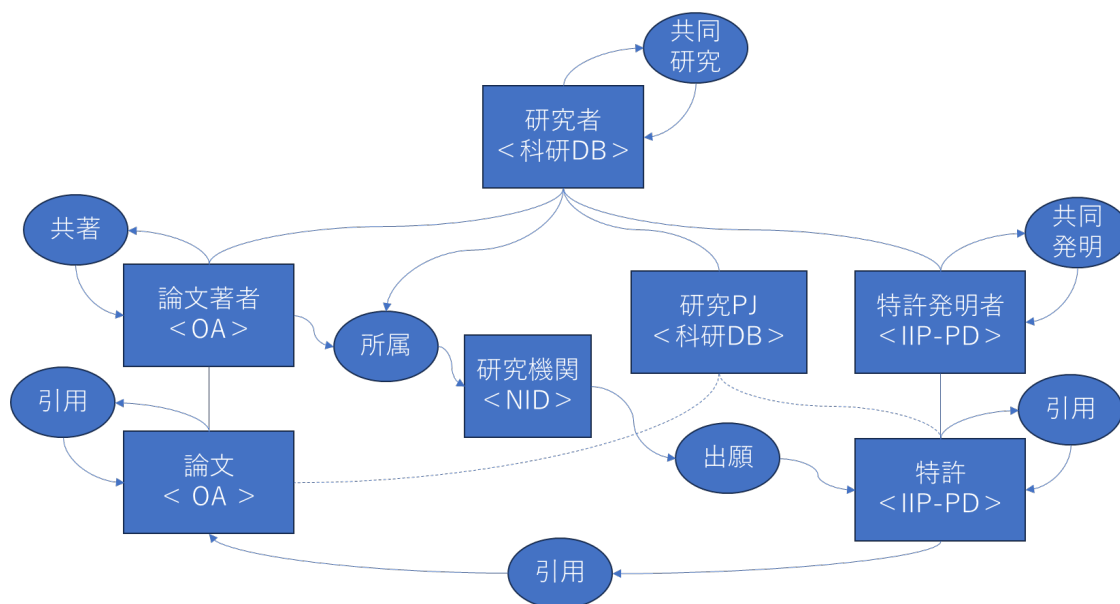 共同
研究
研究者
＜科研DB＞
共著
共同
発明
論文著者
＜OA＞
所属
研究PJ
＜科研DB＞
特許発明者
＜IIP-PD＞
研究機関
＜NID＞
引用
引用
論文
＜ OA ＞
出願
特許
＜IIP-PD＞
引用